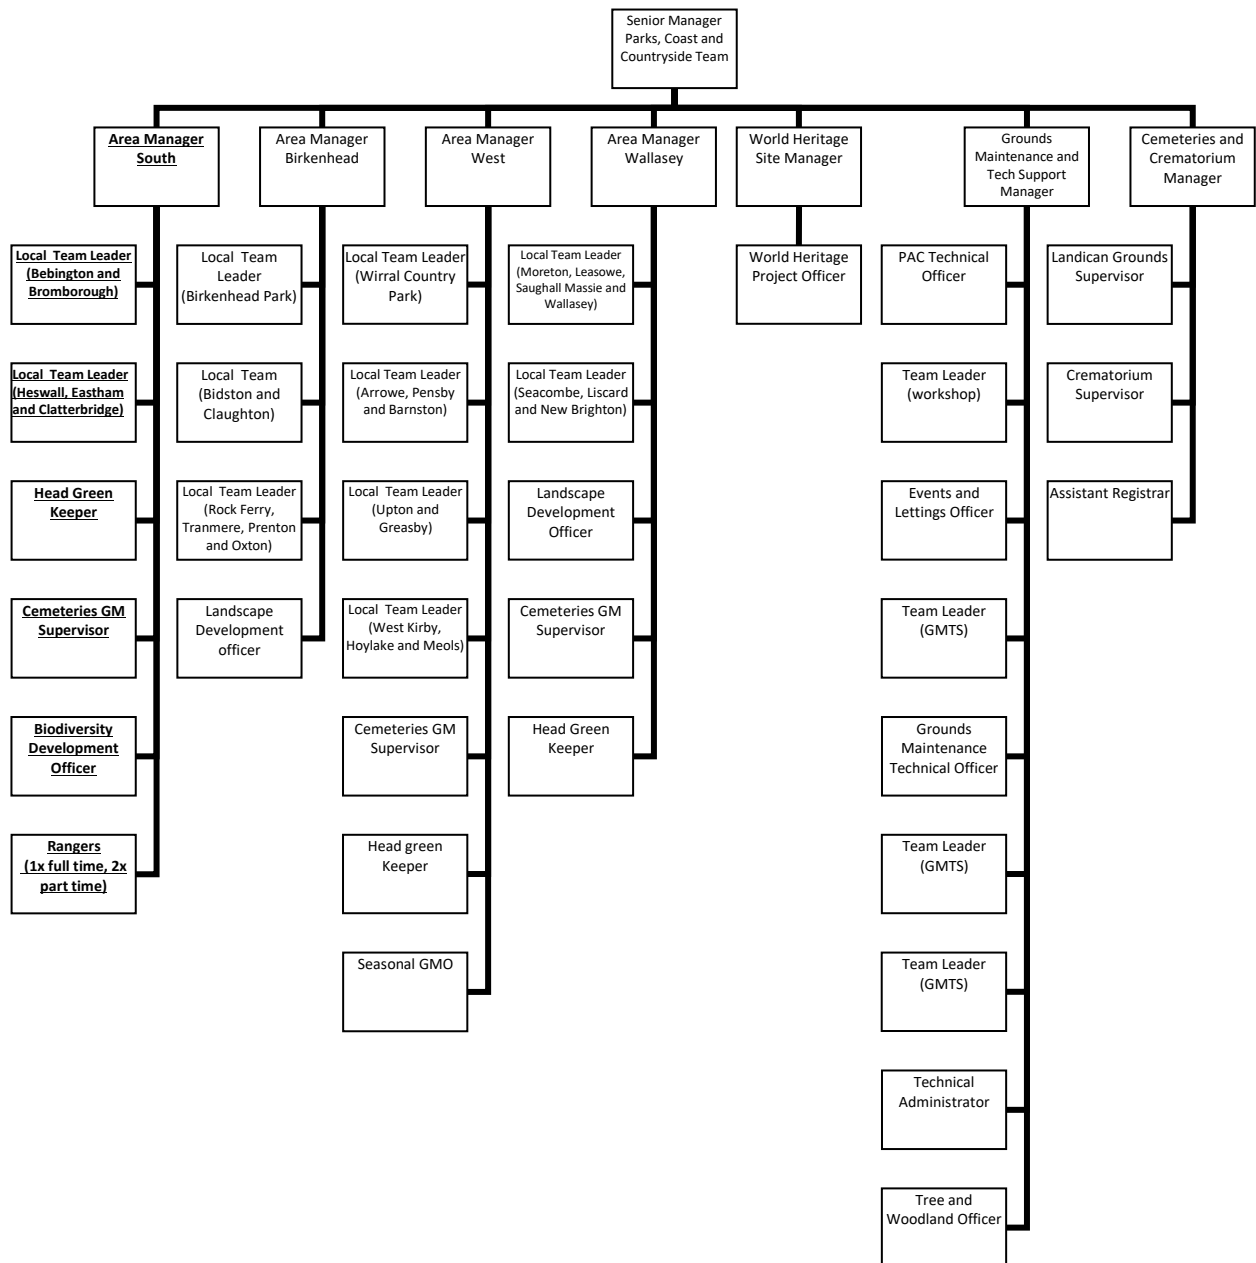 Senior Manager
Parks, Coast and
Countryside Team
Area Manager
South
Area Manager
Birkenhead
Area Manager
West
Area Manager
Wallasey
World Heritage
Site Manager
Grounds
Maintenance and
Tech Support
Manager
Cemeteries and
Crematorium
Manager
Local Team Leader
(Bebington and
Bromborough)
Local Team
Leader
(Birkenhead Park)
Local Team Leader
(Wirral Country
Park)
Local Team Leader
(Moreton, Leasowe,
Saughall Massie and
Wallasey)
World Heritage
Project Officer
PAC Technical
Officer
Landican Grounds
Supervisor
Local Team Leader
(Heswall, Eastham
and Clatterbridge)
Local Team
(Bidston and
Claughton)
Local Team Leader
(Arrowe, Pensby
and Barnston)
Local Team Leader
(Seacombe, Liscard
and New Brighton)
Team Leader
(workshop)
Crematorium
Supervisor
Head Green
Keeper
Local Team Leader
(Rock Ferry,
Tranmere, Prenton
and Oxton)
Local Team Leader
(Upton and
Greasby)
Landscape
Development
Officer
Events and
Lettings Officer
Assistant Registrar
Cemeteries GM
Supervisor
Landscape
Development
officer
Local Team Leader
(West Kirby,
Hoylake and Meols)
Cemeteries GM
Supervisor
Team Leader
(GMTS)
Biodiversity
Development
Officer
Cemeteries GM
Supervisor
Head Green
Keeper
Grounds
Maintenance
Technical Officer
Rangers
(1x full time, 2x
part time)
Head green
Keeper
Team Leader
(GMTS)
Seasonal GMO
Team Leader
(GMTS)
Technical
Administrator
Tree and
Woodland Officer